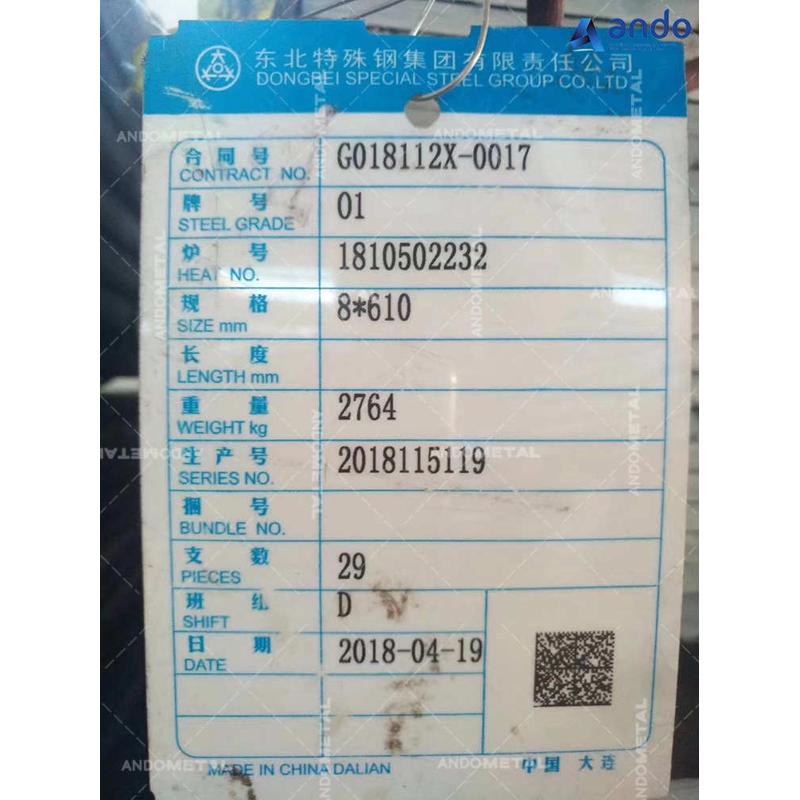 ando
东北特殊钢集团有限责任公司
DONGBEI SPECIAL STEEL GROUP CO.,LTD
合同号 G018112X-0017
CONTRACT NO.
牌号 01
STEEL GRADE
炉号 1810502232
HEAT NO.
规格 8*610
SIZE mm
长度
LENGTH mm
重量 2764
WEIGHT kg
生产号 2018115119
SERIES NO.
捆号
BUNDLE NO.
支数 29
PIECES
班组 D
SHIFT
日期 2018-04-19
DATE
MADE IN CHINA DALIAN
中国 大连
ANDOMETAL